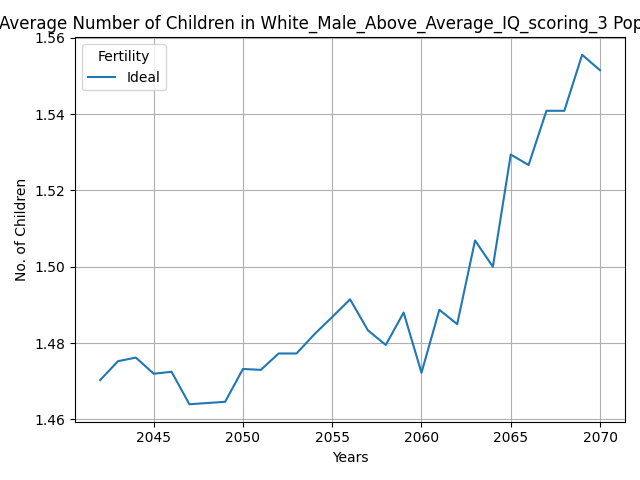 Average Number of Children in White_Male_Above_Average_IQ_scoring_3 Pop
1.56
1.54
1.52
1.50
1.48
1.46
No. of Children
Fertility
Ideal
2045 2050 2055 2060 2065 2070
Years